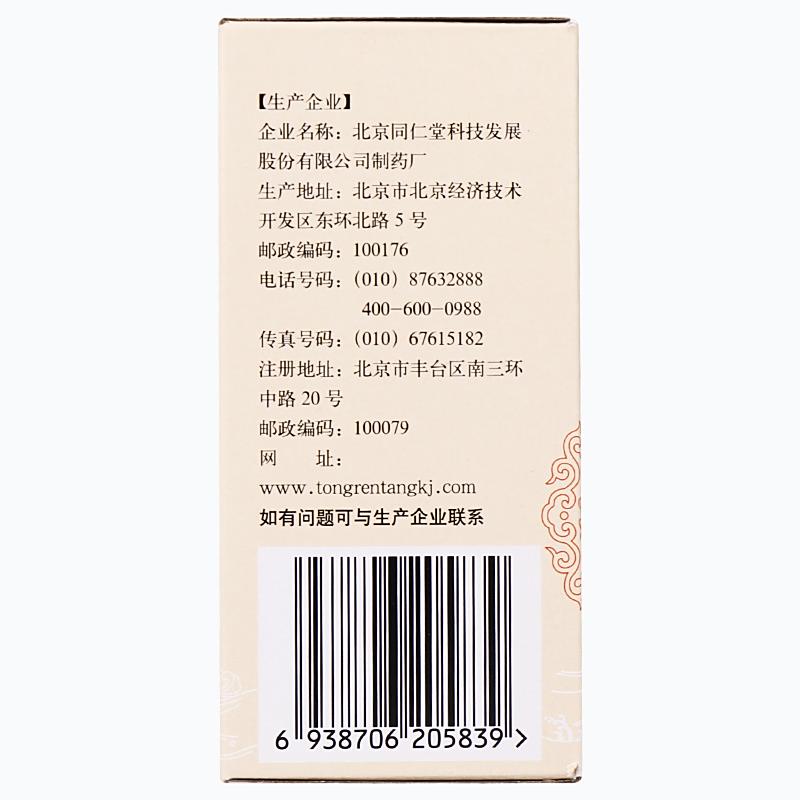 【生产企业】
企业名称：北京同仁堂科技发展
股份有限公司制药厂
生产地址：北京市北京经济技术
开发区东环北路 5 号
邮政编码：100176
电话号码：（010）87632888
400-600-0988
传真号码：（010）67615182
注册地址：北京市丰台区南三环
中路 20 号
邮政编码：100079
网　　址：
www.tongrentangkj.com
如有问题可与生产企业联系
6 938706 205839 >